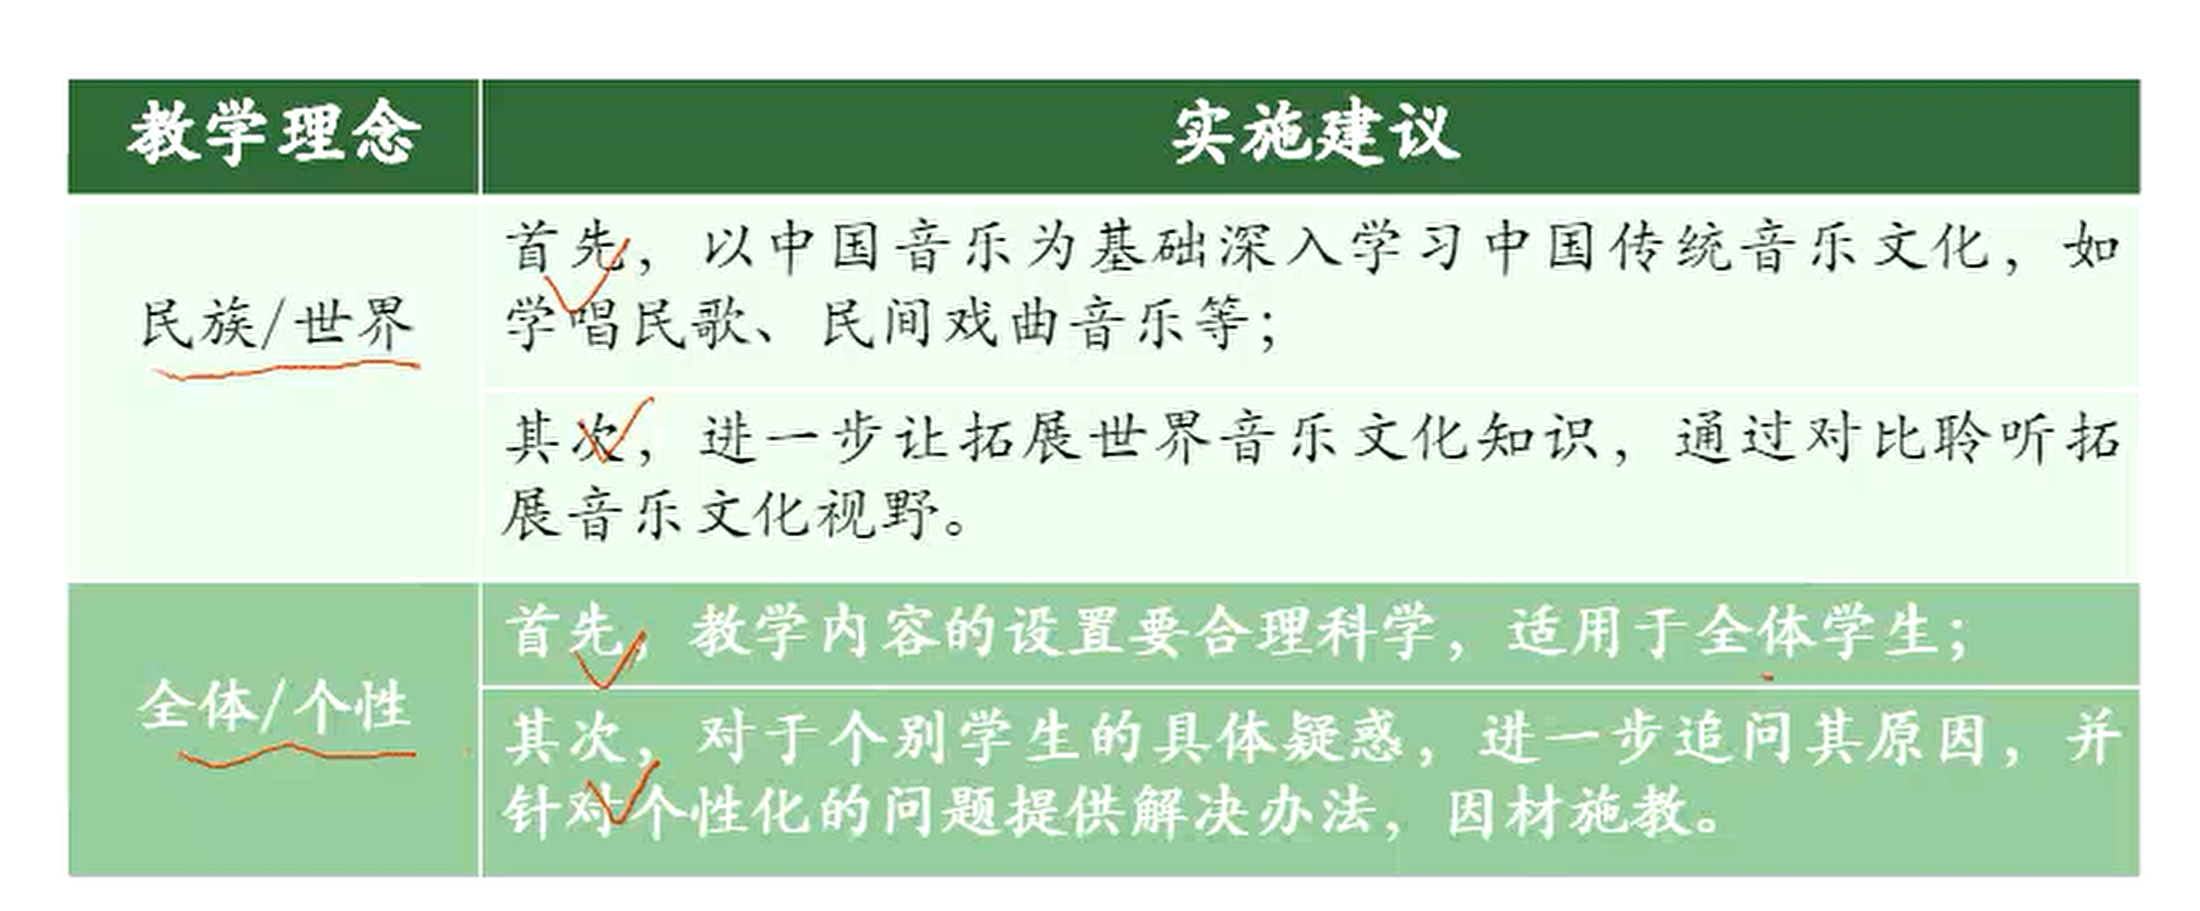 教学理念
实施建议
民族/世界
首先，以中国音乐为基础深入学习中国传统音乐文化，如
学唱民歌、民间戏曲音乐等；
其次，进一步让拓展世界音乐文化知识，通过对比聆听拓
展音乐文化视野。
全体/个性
首先，教学内容的设置要合理科学，适用于全体学生；
其次，对于个别学生的具体疑惑，进一步追问其原因，并
针对个性化的问题提供解决办法，因材施教。